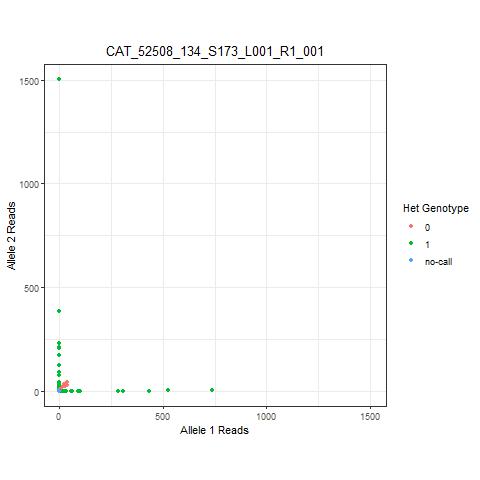 CAT_52508_134_S173_L001_R1_001
1500
1000
500
0
Allele 2 Reads
0 500 1000 1500
Allele 1 Reads
Het Genotype
0
1
no-call